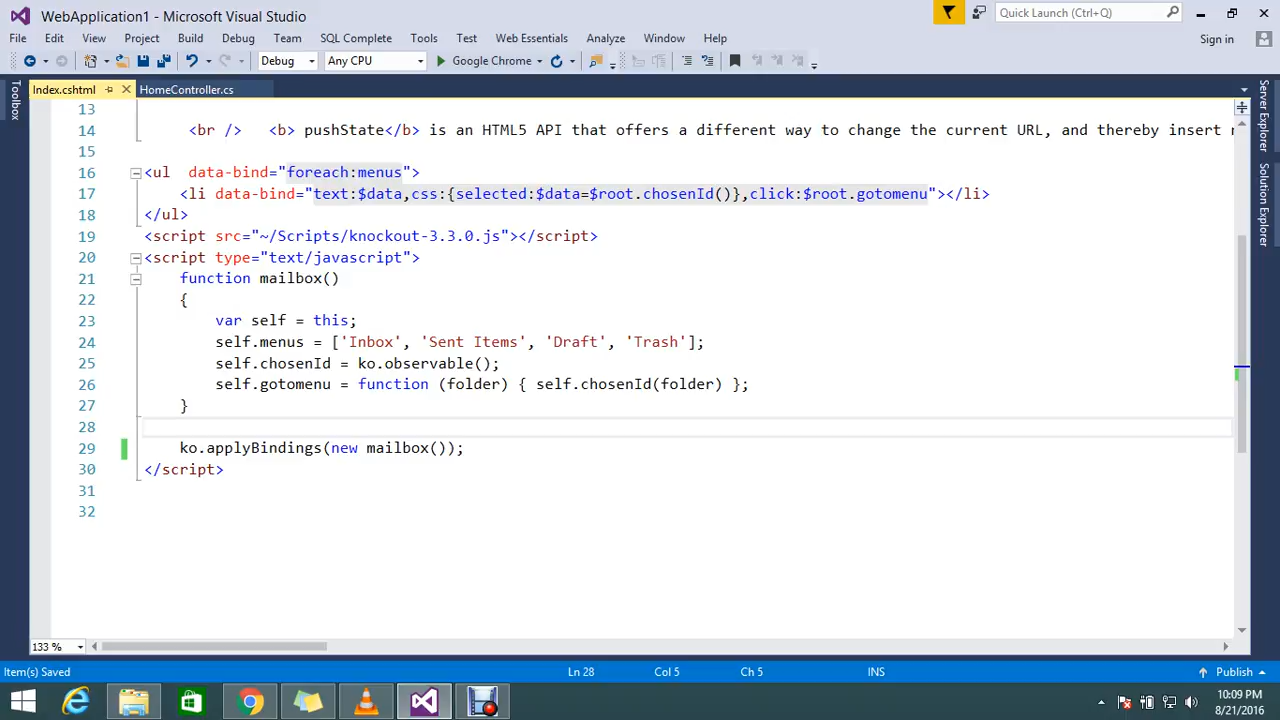 WebApplication1 - Microsoft Visual Studio
Quick Launch (Ctrl+Q)
File Edit View Project Build Debug Team SQL Complete Tools Test Web Essentials Analyze Window Help
Sign in
Debug Any CPU Google Chrome
Index.cshtml HomeController.cs
Toolbox
Server Explorer
Solution Explorer
13
14 <br /> <b> pushState</b> is an HTML5 API that offers a different way to change the current URL, and thereby insert
15
16 <ul data-bind="foreach:menus">
17 <li data-bind="text:$data,css:{selected:$data=$root.chosenId()},click:$root.gotomenu"></li>
18 </ul>
19 <script src="~/Scripts/knockout-3.3.0.js"></script>
20 <script type="text/javascript">
21 function mailbox()
22 {
23 var self = this;
24 self.menus = ['Inbox', 'Sent Items', 'Draft', 'Trash'];
25 self.chosenId = ko.observable();
26 self.gotomenu = function (folder) { self.chosenId(folder) };
27 }
28
29 ko.applyBindings(new mailbox());
30 </script>
31
32
133 %
Item(s) Saved Ln 28 Col 5 Ch 5 INS Publish
10:09 PM
8/21/2016